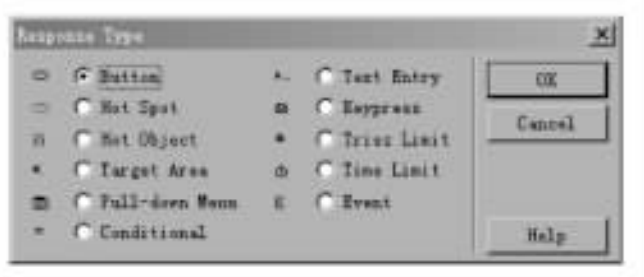 Response Type
Button
Hot Spot
Hot Object
Target Area
Pull-down Menu
Conditional
Text Entry
Keypress
Tries Limit
Time Limit
Event
OK
Cancel
Help